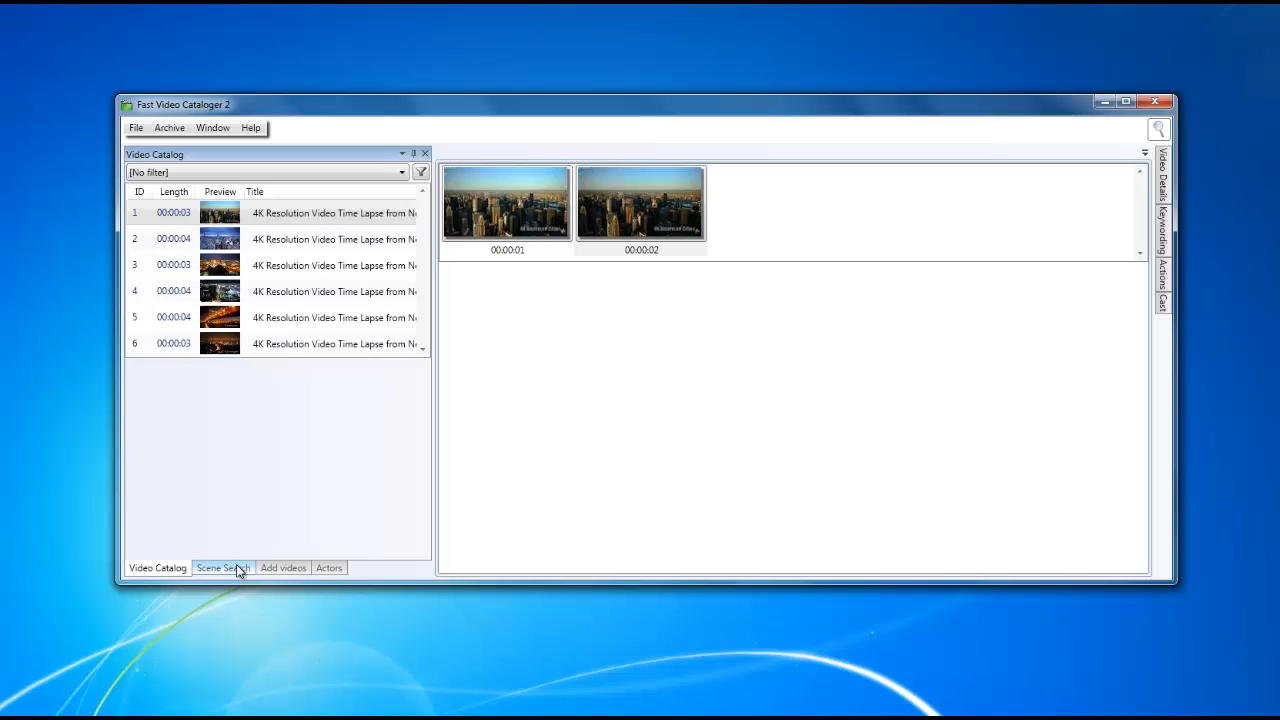 Fast Video Cataloger 2
File Archive Window Help
Video Catalog
[No filter]
ID Length Preview Title
1 00:00:03 4K Resolution Video Time Lapse from N
2 00:00:04 4K Resolution Video Time Lapse from N
3 00:00:03 4K Resolution Video Time Lapse from N
4 00:00:04 4K Resolution Video Time Lapse from N
5 00:00:04 4K Resolution Video Time Lapse from N
6 00:00:03 4K Resolution Video Time Lapse from N
00:00:01 00:00:02
Video Details
Keywording
Actions
Cast
Video Catalog Scene Search Add videos Actors